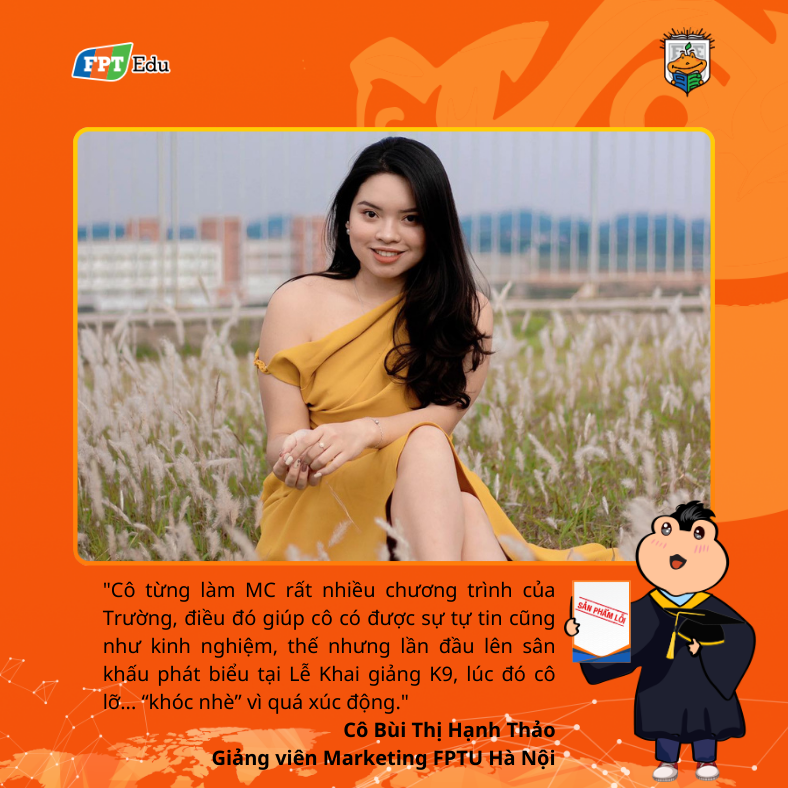 FPT Edu
"Cô từng làm MC rất nhiều chương trình của
Trường, điều đó giúp cô có được sự tự tin cũng
như kinh nghiệm, thế nhưng lần đầu lên sân
khấu phát biểu tại Lễ Khai giảng K9, lúc đó cô
lỡ... “khóc nhè” vì quá xúc động."
SẢN PHẨM LỖI
Cô Bùi Thị Hạnh Thảo
Giảng viên Marketing FPTU Hà Nội